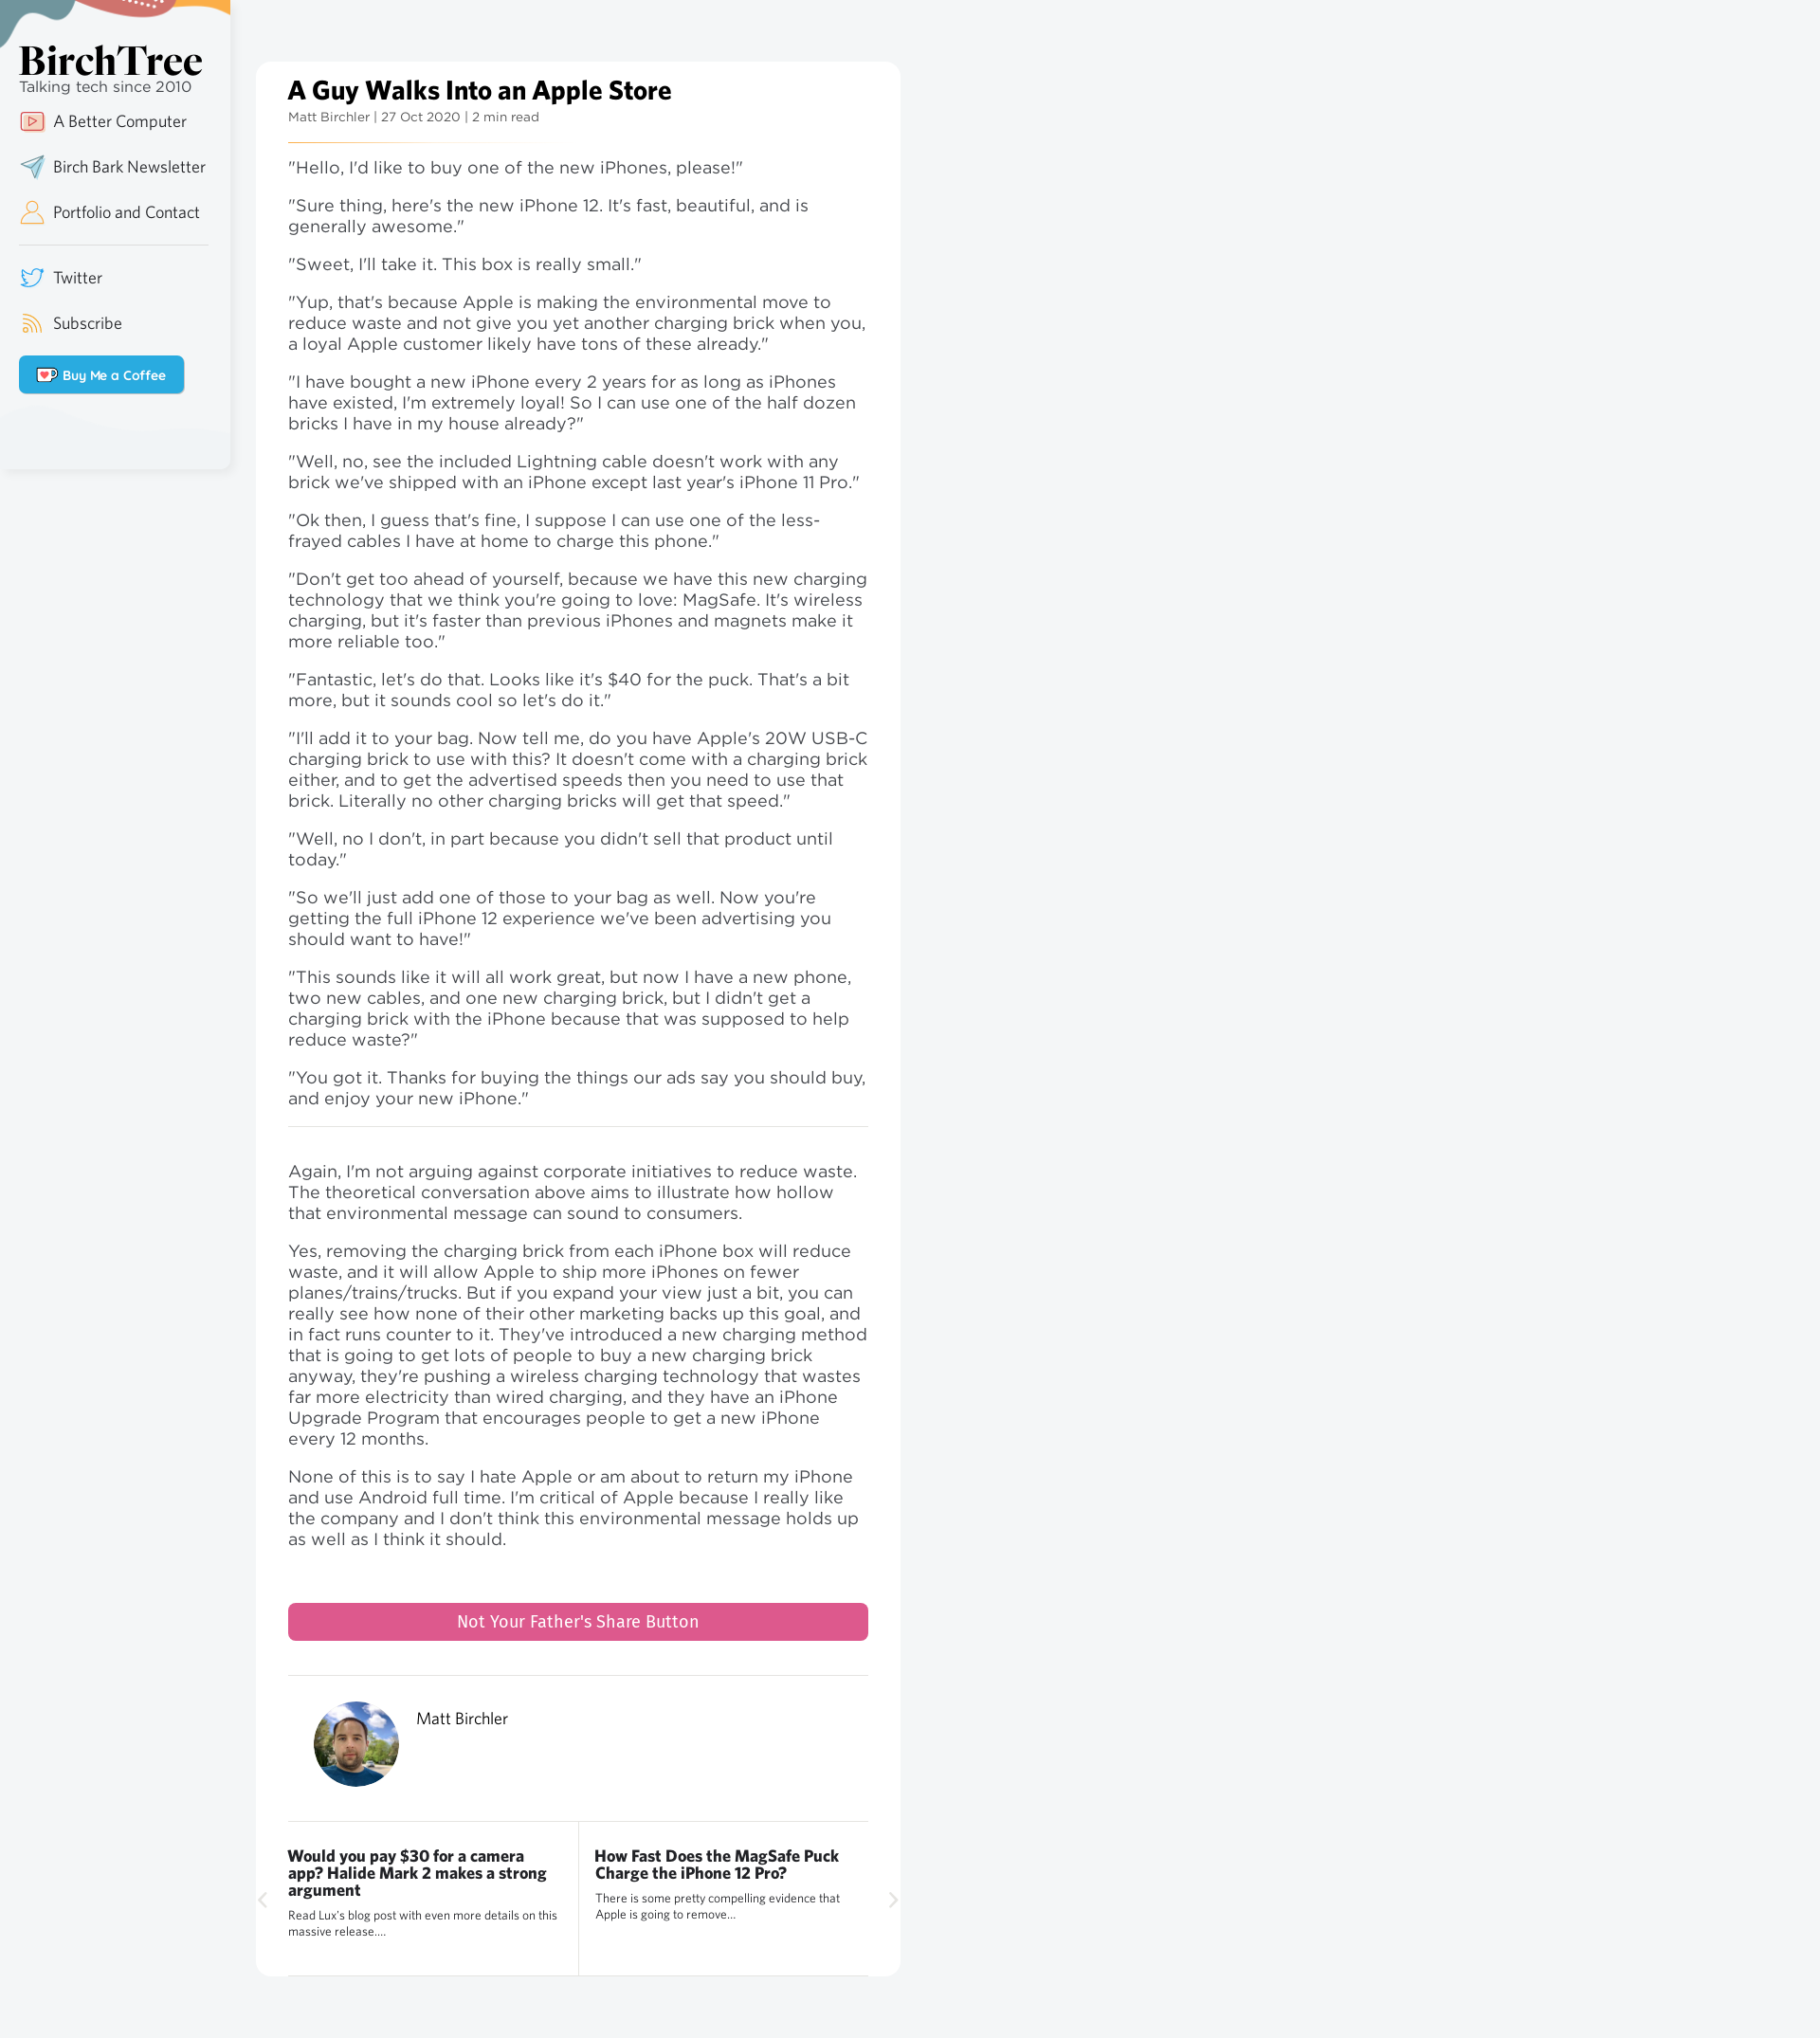 BirchTree
Talking tech since 2010
A Better Computer
Birch Bark Newsletter
Portfolio and Contact
Twitter
Subscribe
Buy Me a Coffee
A Guy Walks Into an Apple Store
Matt Birchler | 27 Oct 2020 | 2 min read
"Hello, I'd like to buy one of the new iPhones, please!"
"Sure thing, here's the new iPhone 12. It's fast, beautiful, and is
generally awesome."
"Sweet, I'll take it. This box is really small."
"Yup, that's because Apple is making the environmental move to
reduce waste and not give you yet another charging brick when you,
a loyal Apple customer likely have tons of these already."
"I have bought a new iPhone every 2 years for as long as iPhones
have existed, I'm extremely loyal! So I can use one of the half dozen
bricks I have in my house already?"
"Well, no, see the included Lightning cable doesn't work with any
brick we've shipped with an iPhone except last year's iPhone 11 Pro."
"Ok then, I guess that's fine, I suppose I can use one of the less-
frayed cables I have at home to charge this phone."
"Don't get too ahead of yourself, because we have this new charging
technology that we think you're going to love: MagSafe. It's wireless
charging, but it's faster than previous iPhones and magnets make it
more reliable too."
"Fantastic, let's do that. Looks like it's $40 for the puck. That's a bit
more, but it sounds cool so let's do it."
"I'll add it to your bag. Now tell me, do you have Apple's 20W USB-C
charging brick to use with this? It doesn't come with a charging brick
either, and to get the advertised speeds then you need to use that
brick. Literally no other charging bricks will get that speed."
"Well, no I don't, in part because you didn't sell that product until
today."
"So we'll just add one of those to your bag as well. Now you're
getting the full iPhone 12 experience we've been advertising you
should want to have!"
"This sounds like it will all work great, but now I have a new phone,
two new cables, and one new charging brick, but I didn't get a
charging brick with the iPhone because that was supposed to help
reduce waste?"
"You got it. Thanks for buying the things our ads say you should buy,
and enjoy your new iPhone."
Again, I'm not arguing against corporate initiatives to reduce waste.
The theoretical conversation above aims to illustrate how hollow
that environmental message can sound to consumers.
Yes, removing the charging brick from each iPhone box will reduce
waste, and it will allow Apple to ship more iPhones on fewer
planes/trains/trucks. But if you expand your view just a bit, you can
really see how none of their other marketing backs up this goal, and
in fact runs counter to it. They've introduced a new charging method
that is going to get lots of people to buy a new charging brick
anyway, they're pushing a wireless charging technology that wastes
far more electricity than wired charging, and they have an iPhone
Upgrade Program that encourages people to get a new iPhone
every 12 months.
None of this is to say I hate Apple or am about to return my iPhone
and use Android full time. I'm critical of Apple because I really like
the company and I don't think this environmental message holds up
as well as I think it should.
Not Your Father's Share Button
Matt Birchler
Would you pay $30 for a camera
app? Halide Mark 2 makes a strong
argument
Read Lux's blog post with even more details on this
massive release....
How Fast Does the MagSafe Puck
Charge the iPhone 12 Pro?
There is some pretty compelling evidence that
Apple is going to remove...